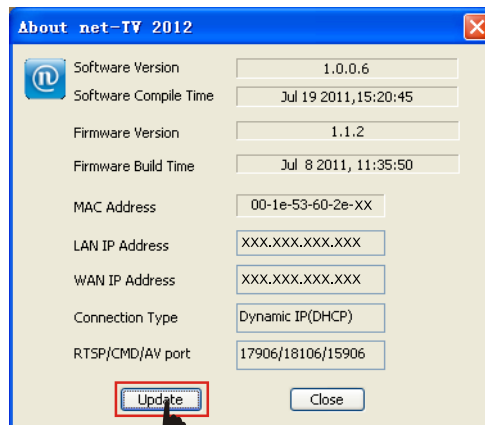 About net-TV 2012
n
Software Version 1.0.0.6
Software Compile Time Jul 19 2011,15:20:45
Firmware Version 1.1.2
Firmware Build Time Jul 8 2011, 11:35:50
MAC Address 00-1e-53-60-2e-XX
LAN IP Address XXX.XXX.XXX.XXX
WAN IP Address XXX.XXX.XXX.XXX
Connection Type Dynamic IP(DHCP)
RTSP/CMD/AV port 17906/18106/15906
Update Close